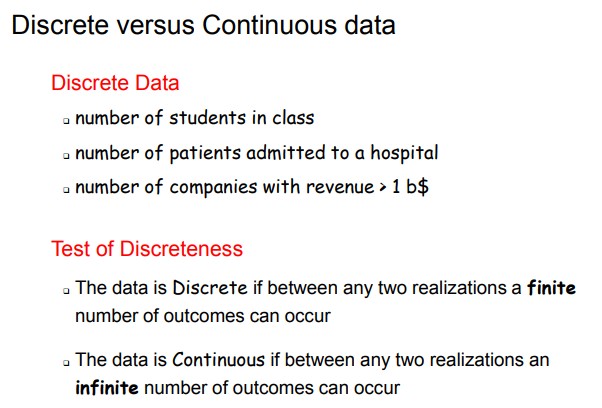 Discrete versus Continuous data
Discrete Data
number of students in class
number of patients admitted to a hospital
number of companies with revenue > 1 b$
Test of Discreteness
The data is Discrete if between any two realizations a finite
number of outcomes can occur
The data is Continuous if between any two realizations an
infinite number of outcomes can occur